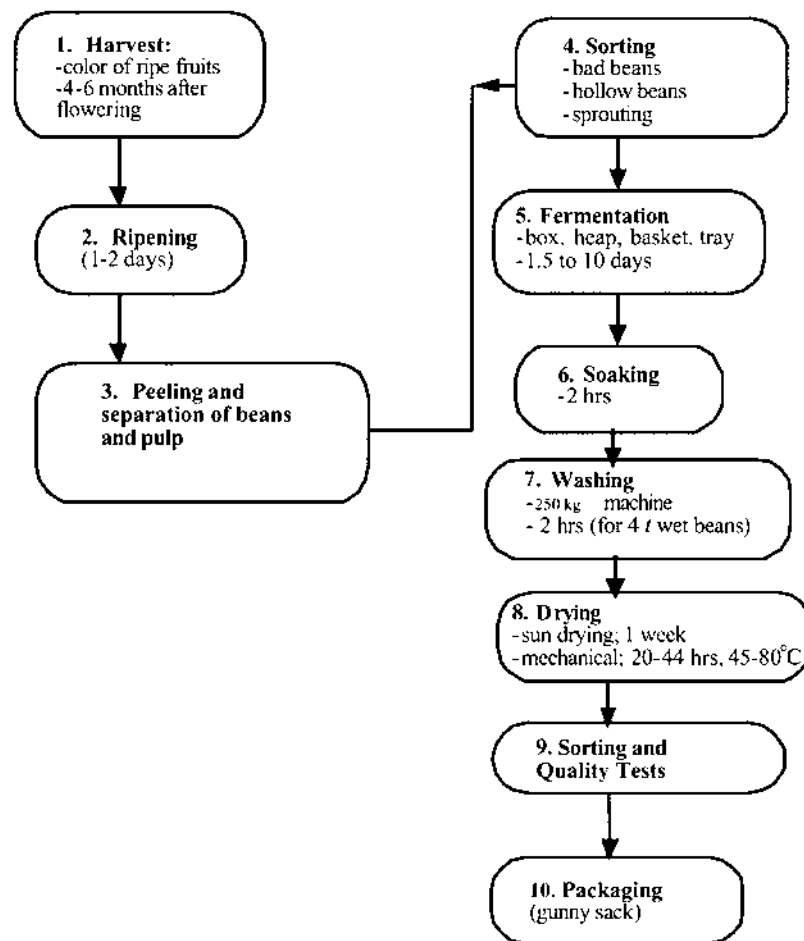 1. Harvest:
-color of ripe fruits
-4-6 months after
flowering
2. Ripening
(1-2 days)
3. Peeling and
separation of beans
and pulp
4. Sorting
-bad beans
-hollow beans
-sprouting
5. Fermentation
-box, heap, basket, tray
-1.5 to 10 days
6. Soaking
-2 hrs
7. Washing
-250 kg machine
- 2 hrs (for 4 t wet beans)
8. Drying
-sun drying; 1 week
-mechanical; 20-44 hrs, 45-80°C
9. Sorting and
Quality Tests
10. Packaging
(gunny sack)